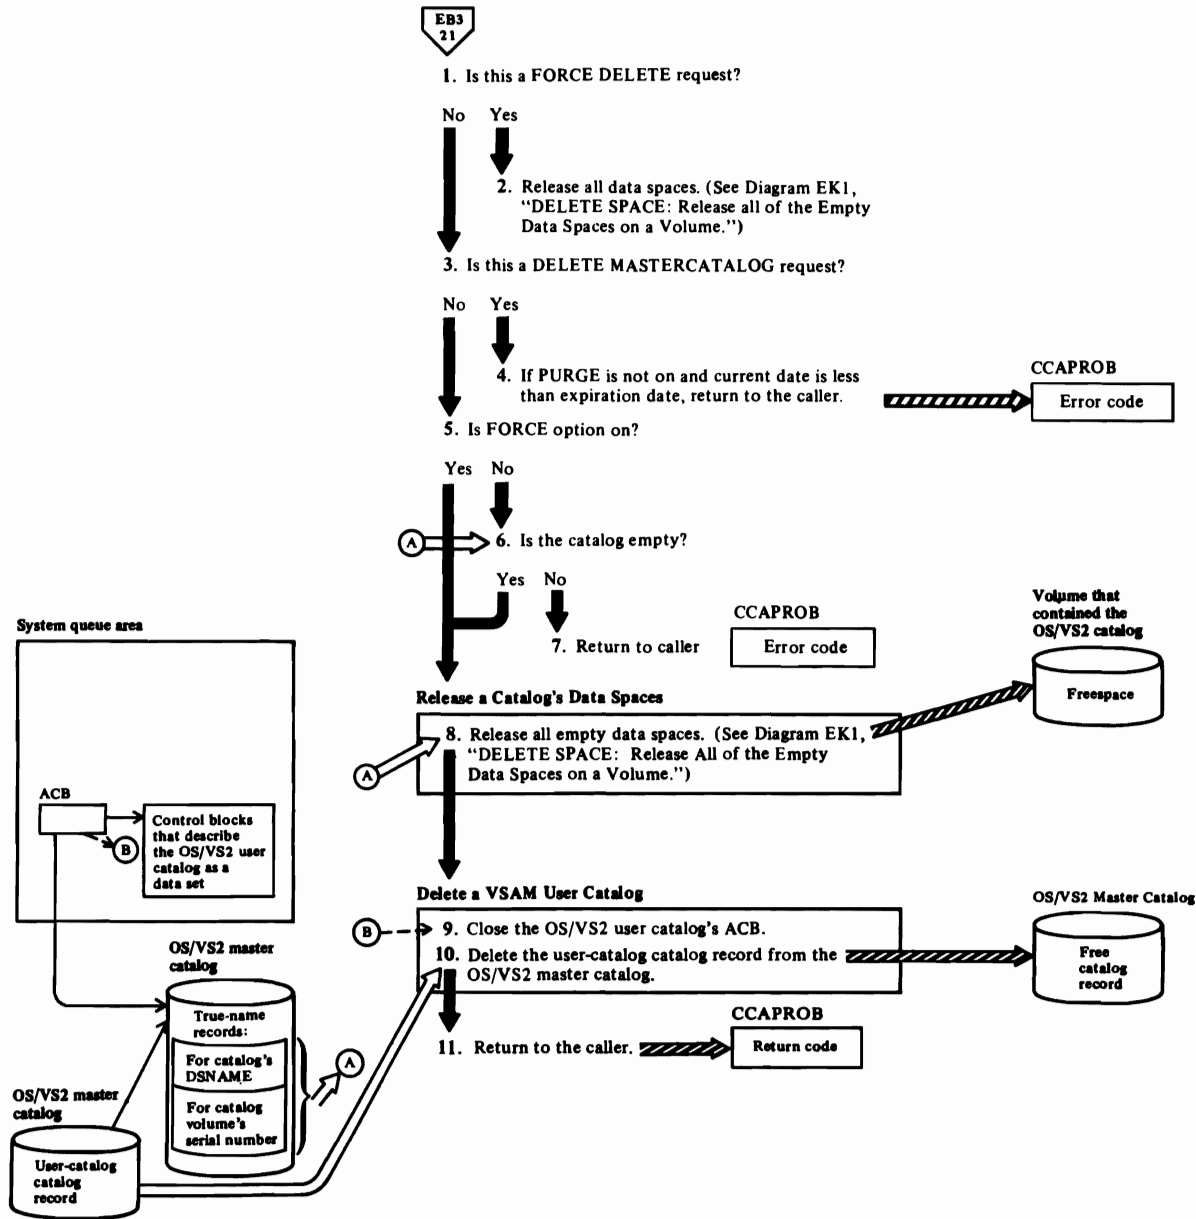 EB3
21
1. Is this a FORCE DELETE request?
No Yes
2. Release all data spaces. (See Diagram EK1,
“DELETE SPACE: Release all of the Empty
Data Spaces on a Volume.”)
3. Is this a DELETE MASTERCATALOG request?
No Yes
4. If PURGE is not on and current date is less
than expiration date, return to the caller.
CCAPROB
Error code
5. Is FORCE option on?
Yes No
A
6. Is the catalog empty?
Yes No
7. Return to caller
CCAPROB
Error code
Volume that
contained the
OS/VS2 catalog
Freespace
System queue area
ACB
B
Control blocks
that describe
the OS/VS2 user
catalog as a
data set
Release a Catalog's Data Spaces
A
8. Release all empty data spaces. (See Diagram EK1,
“DELETE SPACE: Release All of the Empty
Data Spaces on a Volume.”)
Delete a VSAM User Catalog
B
9. Close the OS/VS2 user catalog's ACB.
10. Delete the user-catalog catalog record from the
OS/VS2 master catalog.
OS/VS2 Master Catalog
Free
catalog
record
11. Return to the caller.
CCAPROB
Return code
OS/VS2 master
catalog
True-name
records:
For catalog's
DSNAME
For catalog
volume's
serial number
A
OS/VS2 master
catalog
User-catalog
catalog
record